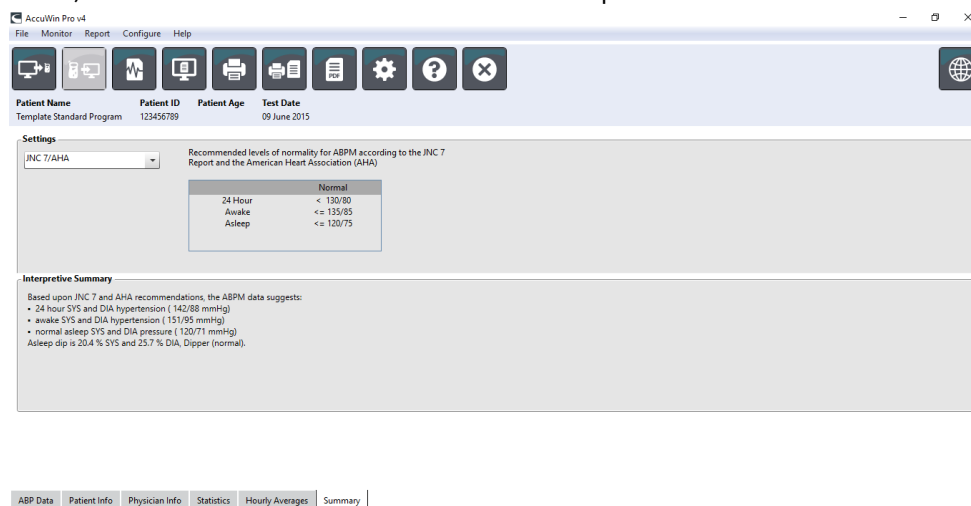 AccuWin Pro v4
File Monitor Report Configure Help
PDF
Patient Name Patient ID Patient Age Test Date
Template Standard Program 123456789 09 June 2015
Settings
JNC 7/AHA
Recommended levels of normality for ABPM according to the JNC 7
Report and the American Heart Association (AHA)
Normal
24 Hour < 130/80
Awake <= 135/85
Asleep <= 120/75
Interpretive Summary
Based upon JNC 7 and AHA recommendations, the ABPM data suggests:
• 24 hour SYS and DIA hypertension ( 142/88 mmHg)
• awake SYS and DIA hypertension ( 151/95 mmHg)
• normal asleep SYS and DIA pressure ( 120/71 mmHg)
Asleep dip is 20.4 % SYS and 25.7 % DIA, Dipper (normal).
ABP Data Patient Info Physician Info Statistics Hourly Averages Summary